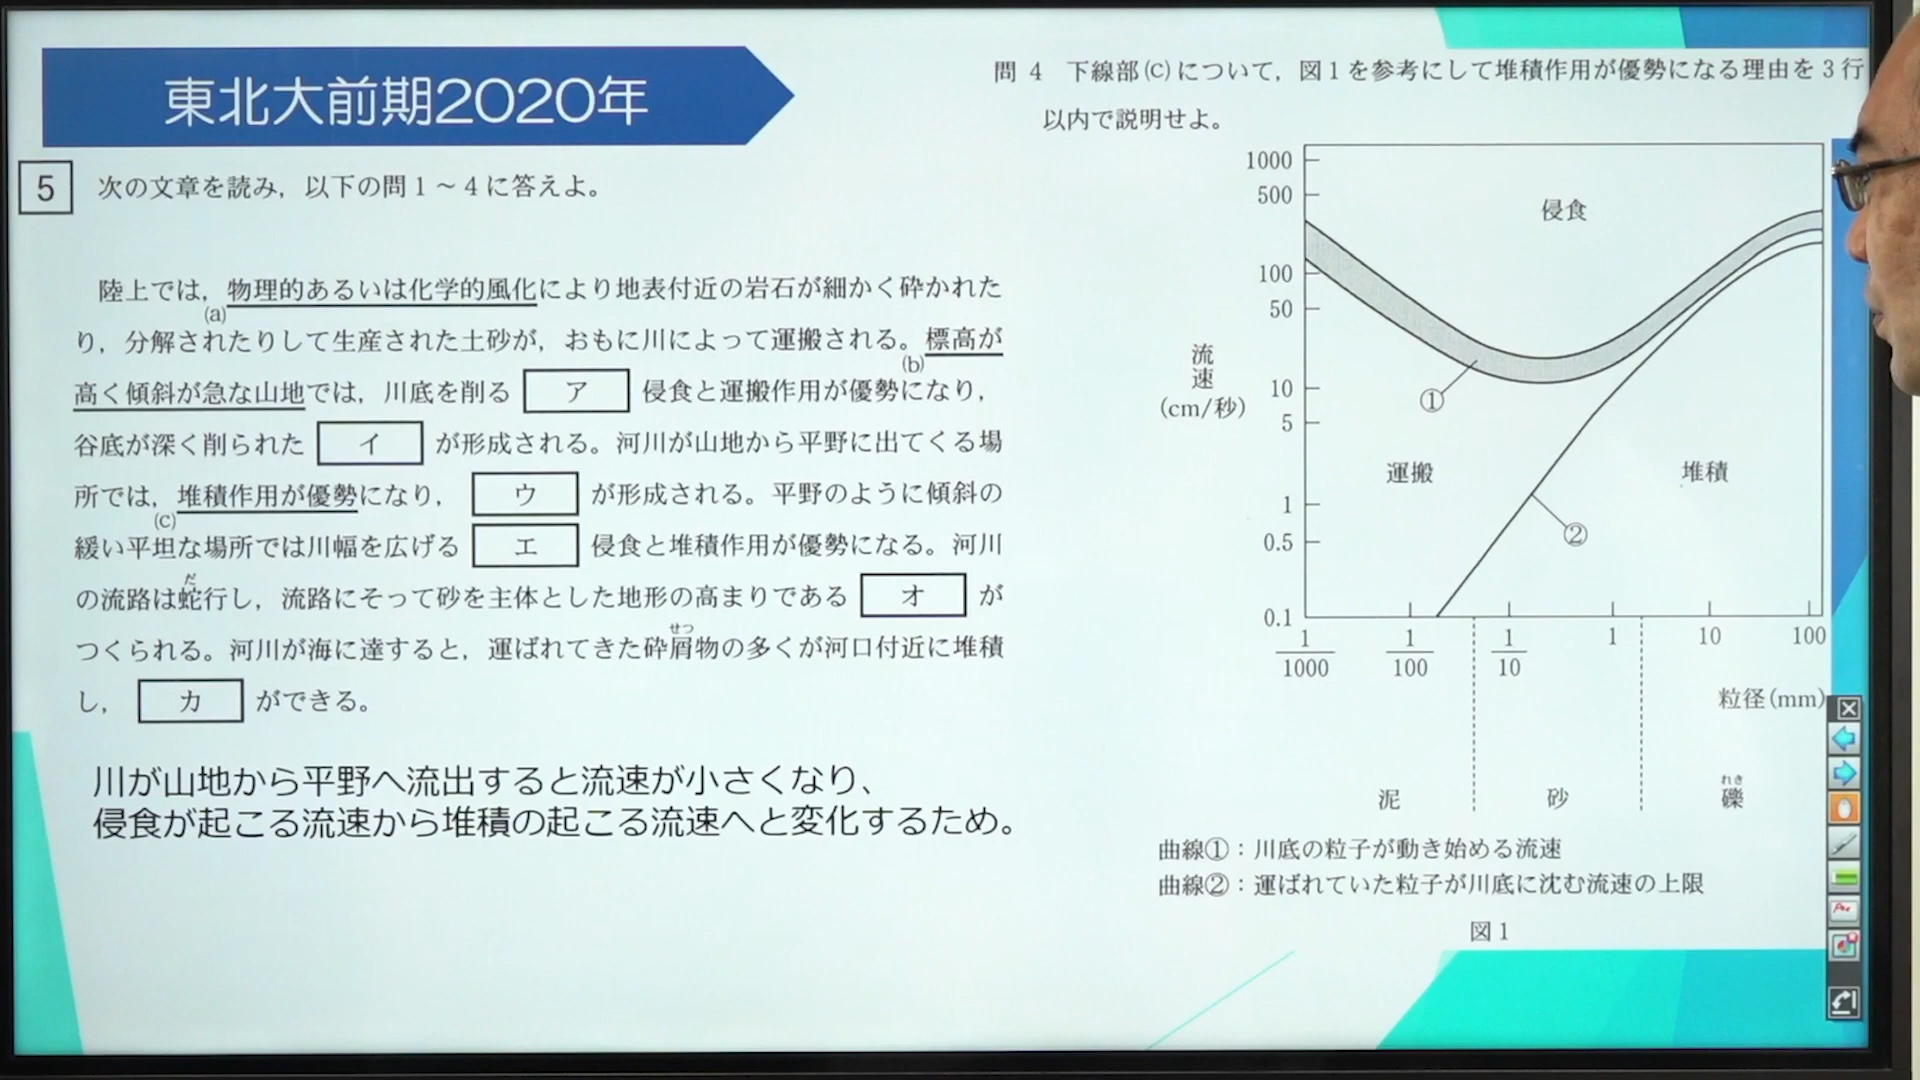 東北大前期2020年
5 次の文章を読み，以下の問1～4に答えよ。
陸上では，物理的あるいは化学的風化により地表付近の岩石が細かく砕かれた
(a)
り，分解されたりして生産された土砂が，おもに川によって運搬される。標高が
(b)
高く傾斜が急な山地では，川底を削る ア 侵食と運搬作用が優勢になり，
谷底が深く削られた イ が形成される。河川が山地から平野に出てくる場
所では，堆積作用が優勢になり， ウ が形成される。平野のように傾斜の
(c)
緩い平坦な場所では川幅を広げる エ 侵食と堆積作用が優勢になる。河川
だ
の流路は蛇行し，流路にそって砂を主体とした地形の高まりである オ が
せつ
つくられる。河川が海に達すると，運ばれてきた砕屑物の多くが河口付近に堆積
し， カ ができる。
川が山地から平野へ流出すると流速が小さくなり、
侵食が起こる流速から堆積の起こる流速へと変化するため。
問 4 下線部(c)について，図1を参考にして堆積作用が優勢になる理由を3行
以内で説明せよ。
1000
500
100
50
10
5
1
0.5
0.1
流速
(cm/秒)
侵食
運搬
堆積
①
②
1/1000 1/100 1/10 1 10 100
粒径(mm)
れき
泥 砂 礫
曲線①：川底の粒子が動き始める流速
曲線②：運ばれていた粒子が川底に沈む流速の上限
図1